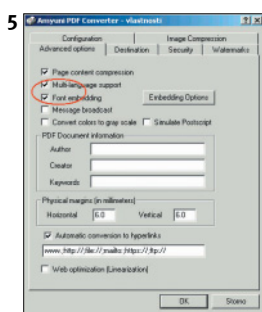 5
Amyuni PDF Converter - vlastnosti
Configuration Image Compression
Advanced options Destination Security Watermarks
Page content compression
Multi-language support
Font embedding Embedding Options
Message broadcast
Convert colors to gray scale Simulate Postscript
PDF Document information
Author
Creator
Keywords
Physical margins (in millimeters)
Horizontal 6.0 Vertical 6.0
Automatic conversion to hyperlinks
www.;http://;file://;mailto:;https://;ftp://
Web optimization (Linearization)
OK Storno